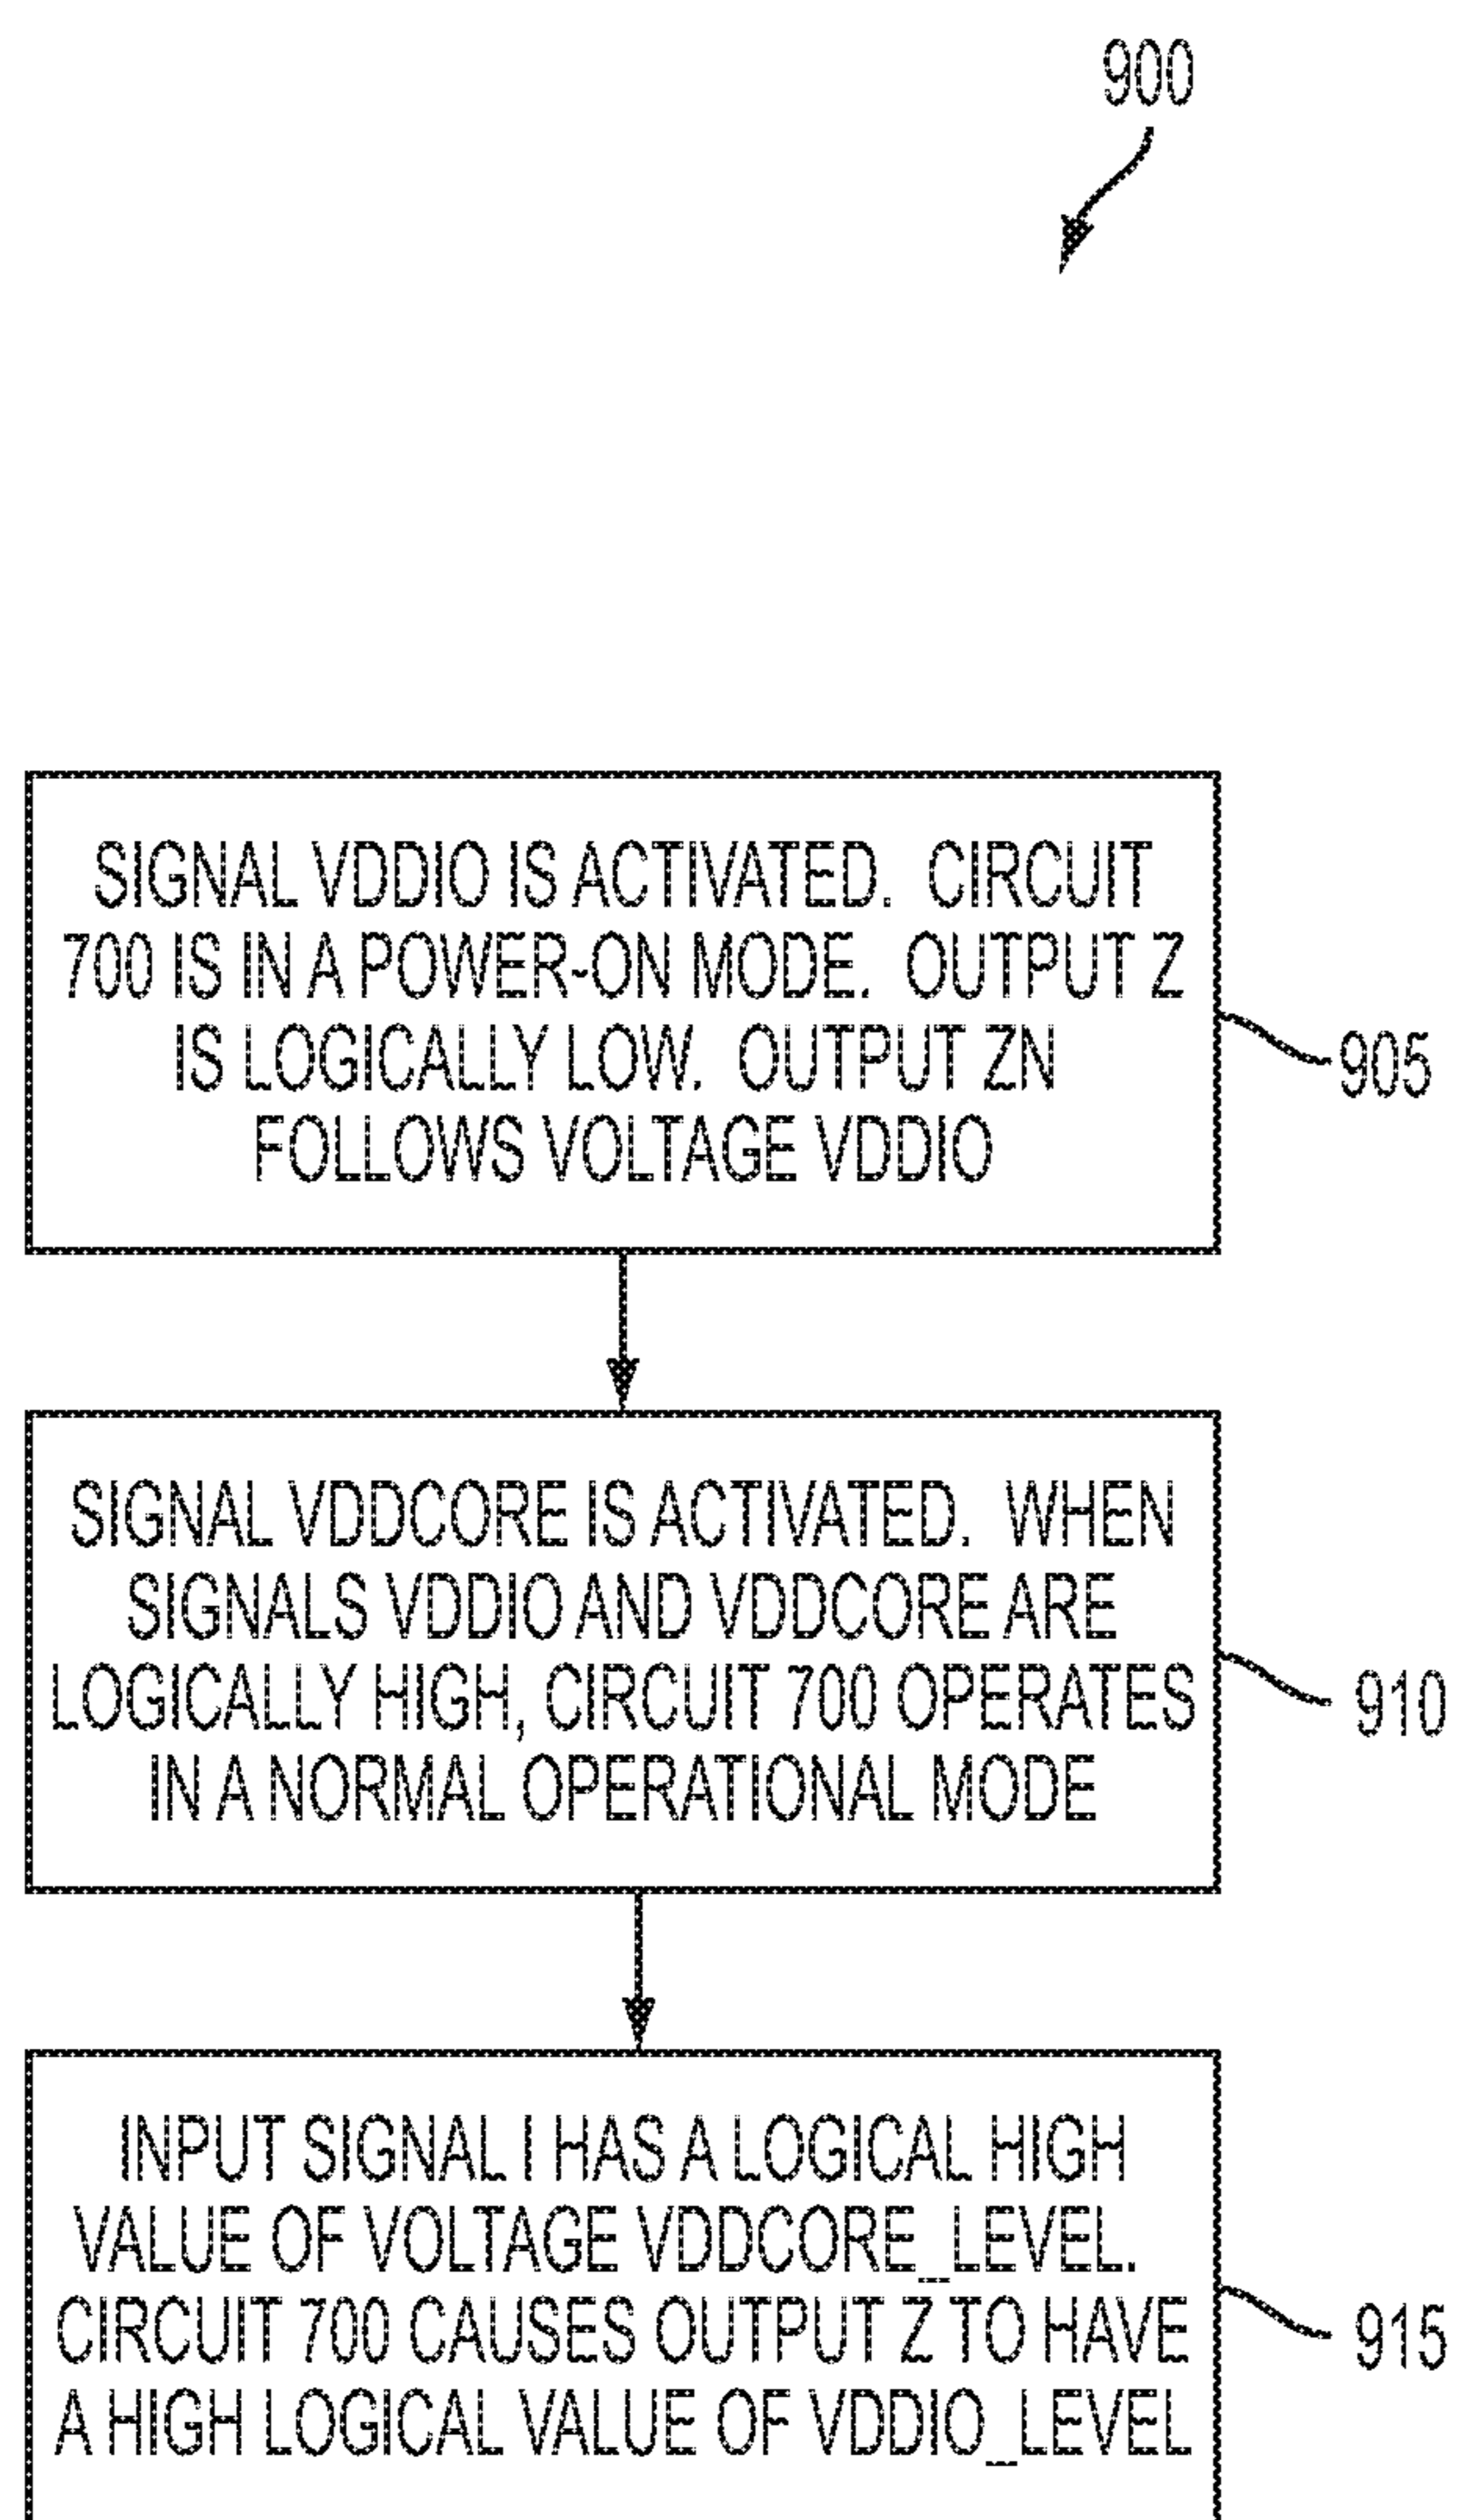 900
SIGNAL VDDIO IS ACTIVATED. CIRCUIT
700 IS IN A POWER-ON MODE. OUTPUT Z
IS LOGICALLY LOW. OUTPUT ZN
FOLLOWS VOLTAGE VDDIO
905
SIGNAL VDDCORE IS ACTIVATED. WHEN
SIGNALS VDDIO AND VDDCORE ARE
LOGICALLY HIGH, CIRCUIT 700 OPERATES
IN A NORMAL OPERATIONAL MODE
910
INPUT SIGNAL I HAS A LOGICAL HIGH
VALUE OF VOLTAGE VDDCORE_LEVEL.
CIRCUIT 700 CAUSES OUTPUT Z TO HAVE
A HIGH LOGICAL VALUE OF VDDIO_LEVEL
915